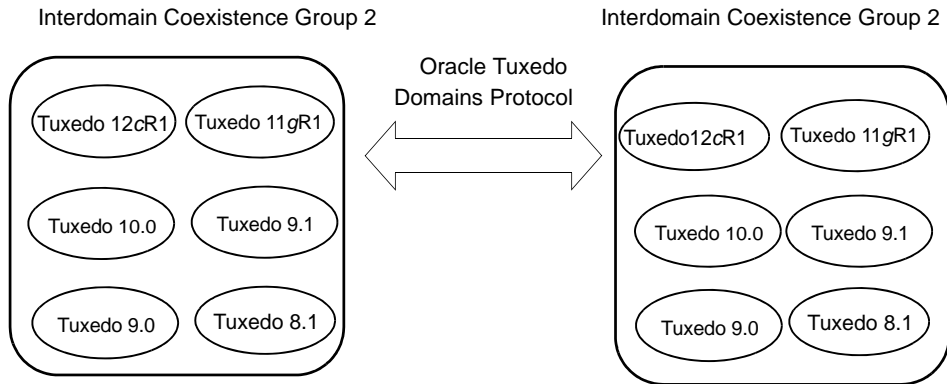 Interdomain Coexistence Group 2
Interdomain Coexistence Group 2
Oracle Tuxedo
Domains Protocol
Tuxedo 12cR1
Tuxedo 11gR1
Tuxedo 10.0
Tuxedo 9.1
Tuxedo 9.0
Tuxedo 8.1
Tuxedo12cR1
Tuxedo 11gR1
Tuxedo 10.0
Tuxedo 9.1
Tuxedo 9.0
Tuxedo 8.1